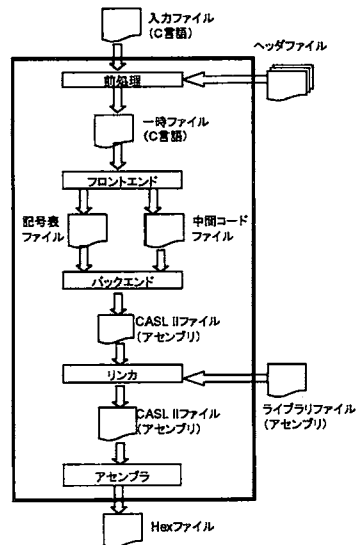 入力ファイル
(C言語)
前処理
ヘッダファイル
一時ファイル
(C言語)
フロントエンド
記号表
ファイル
中間コード
ファイル
バックエンド
CASL IIファイル
(アセンブリ)
リンカ
ライブラリファイル
(アセンブリ)
CASL IIファイル
(アセンブリ)
アセンブラ
Hexファイル